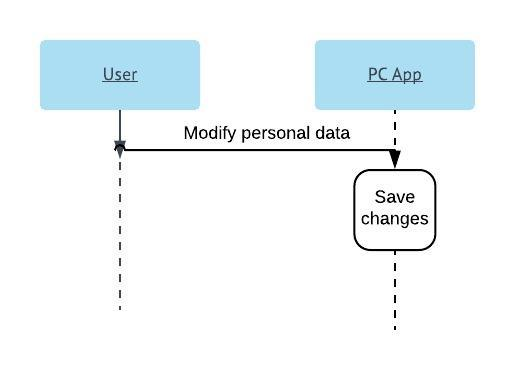 User
PC App
Modify personal data
Save
changes